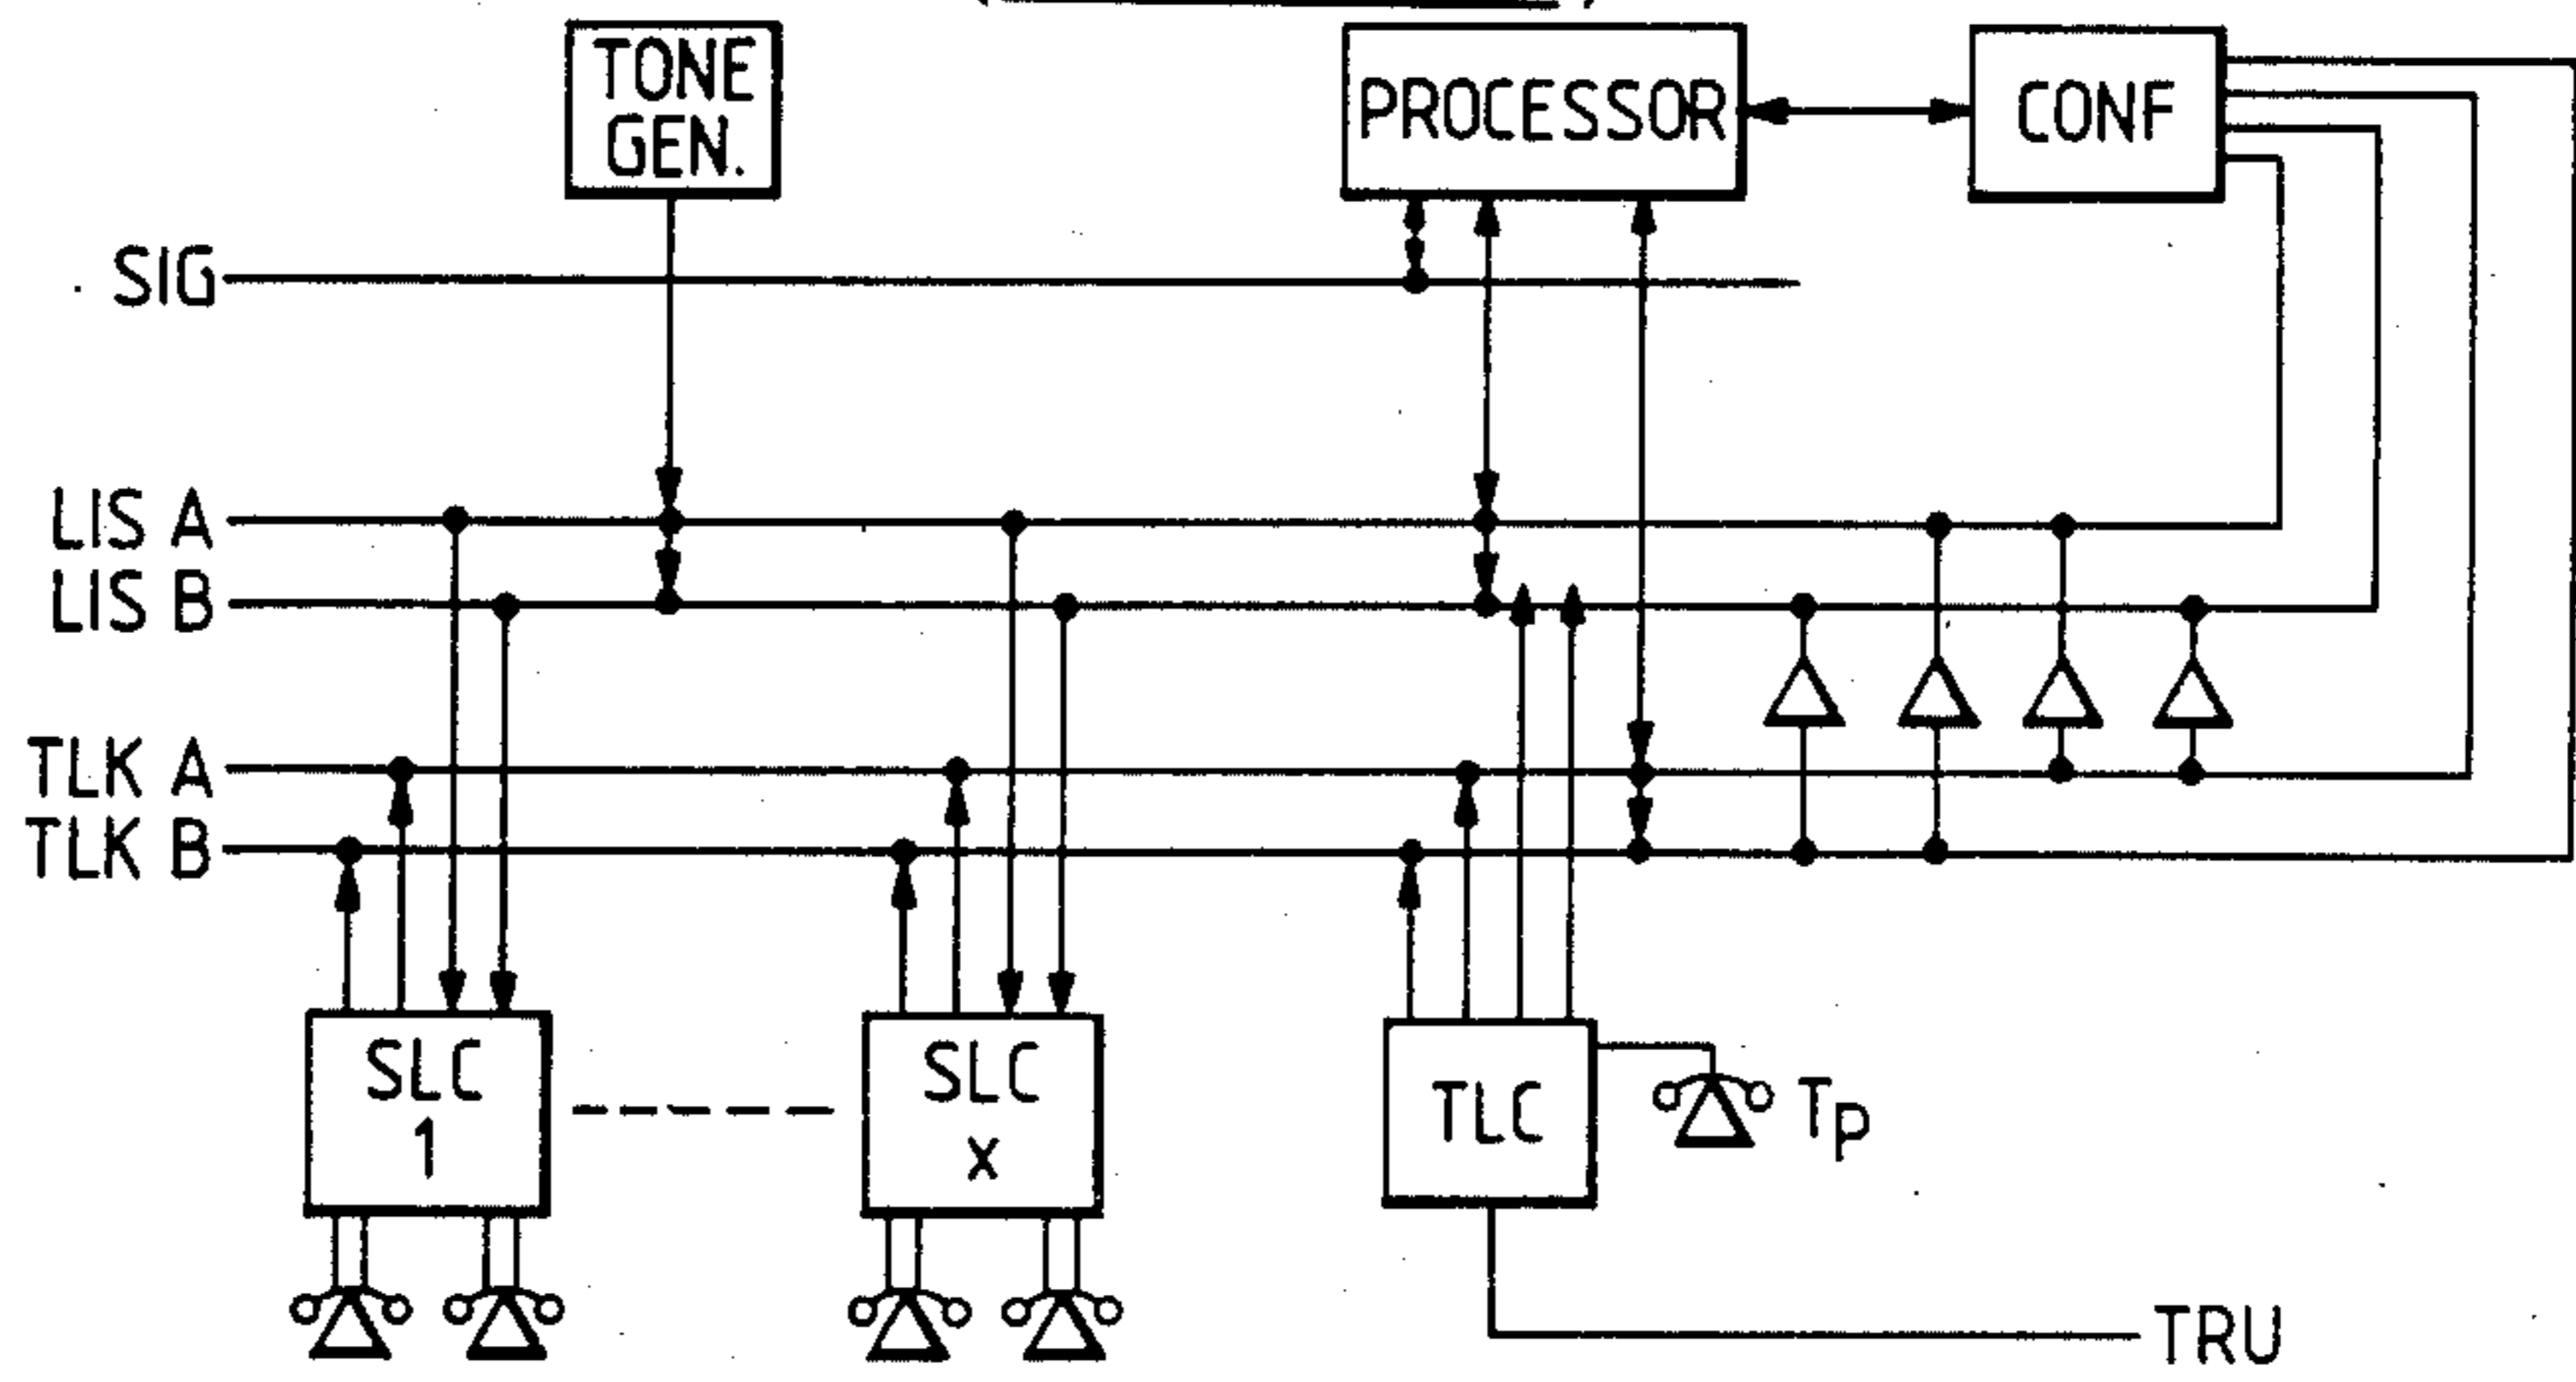 TONE
GEN.
PROCESSOR
CONF
SIG
LIS A
LIS B
TLK A
TLK B
SLC
1
SLC
x
TLC
Tp
TRU